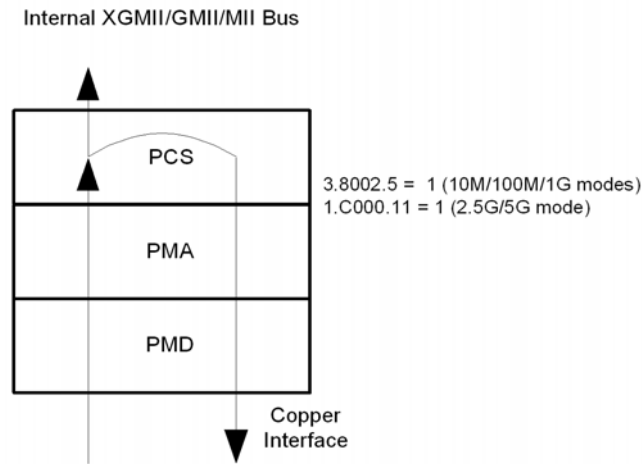 Internal XGMII/GMII/MII Bus
PCS
3.8002.5 = 1 (10M/100M/1G modes)
1.C000.11 = 1 (2.5G/5G mode)
PMA
PMD
Copper
Interface